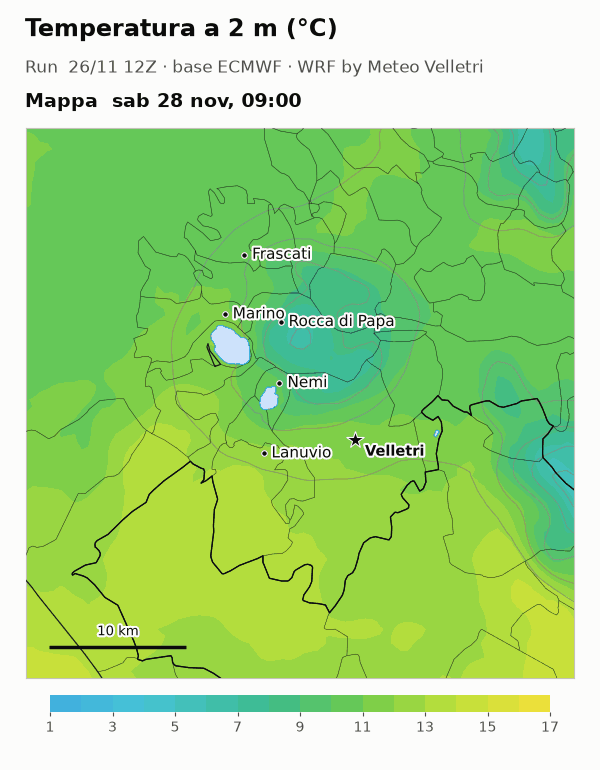 Temperatura a 2 m (°C)
Run  26/11 12Z · base ECMWF · WRF by Meteo Velletri
Mappa  sab 28 nov, 09:00
Frascati
Marino
Rocca di Papa
Nemi
Velletri
Lanuvio
10 km
1 3 5 7 9 11 13 15 17